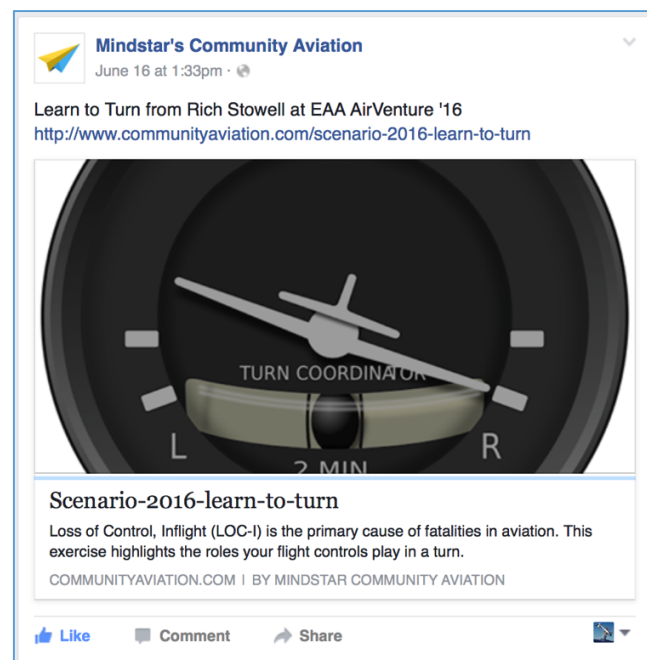 Mindstar's Community Aviation
June 16 at 1:33pm ·
Learn to Turn from Rich Stowell at EAA AirVenture '16
http://www.communityaviation.com/scenario-2016-learn-to-turn
TURN COORDINATOR
L R
2 MIN
Scenario-2016-learn-to-turn
Loss of Control, Inflight (LOC-I) is the primary cause of fatalities in aviation. This
exercise highlights the roles your flight controls play in a turn.
COMMUNITYAVIATION.COM | BY MINDSTAR COMMUNITY AVIATION
Like Comment Share